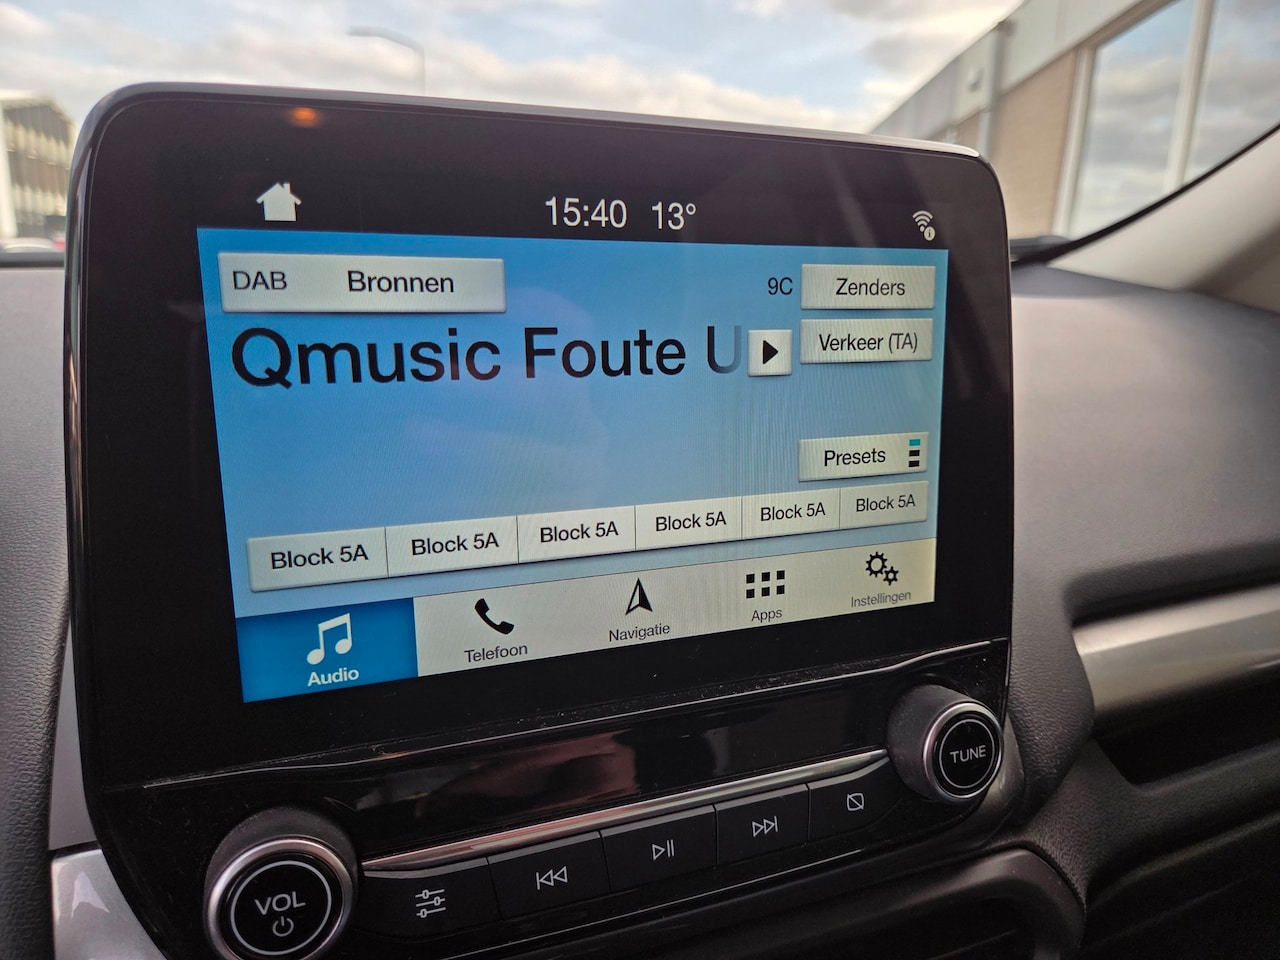 15:40 13°
DAB Bronnen
9C Zenders
Qmusic Foute U
Verkeer (TA)
Presets
Block 5A Block 5A Block 5A Block 5A Block 5A Block 5A
Audio Telefoon Navigatie Apps Instellingen
TUNE
VOL